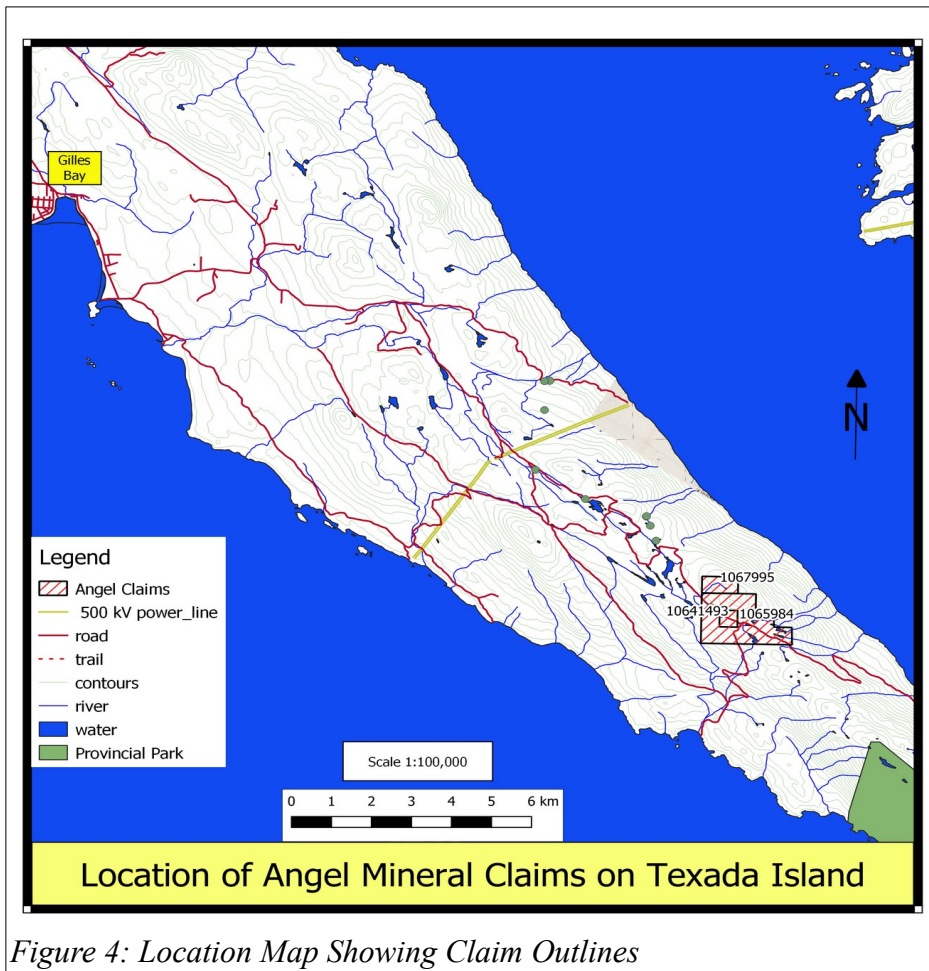 Gilles
Bay
N
Legend
Angel Claims
500 kV power_line
road
trail
contours
river
water
Provincial Park
1067995
10641493
1065984
Scale 1:100,000
0 1 2 3 4 5 6 km
Location of Angel Mineral Claims on Texada Island
Figure 4: Location Map Showing Claim Outlines